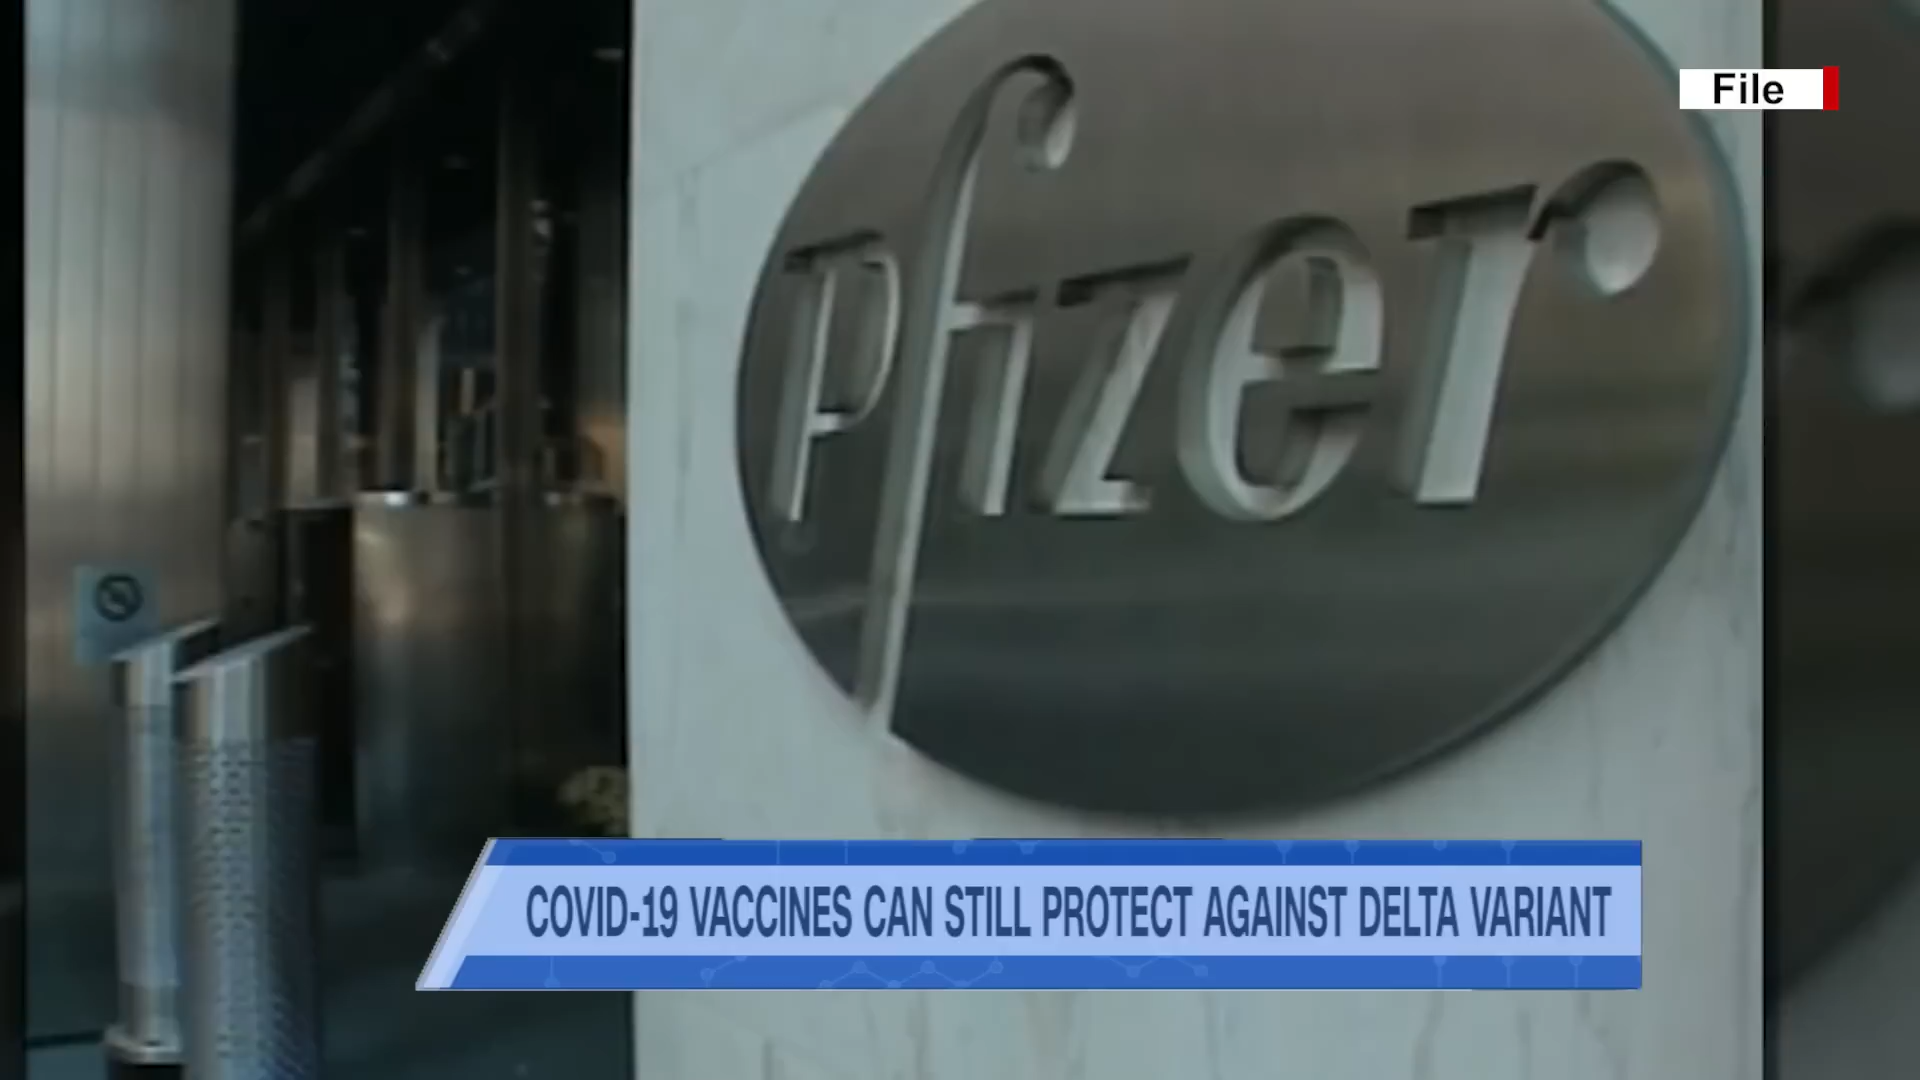 File
Pfizer
COVID-19 VACCINES CAN STILL PROTECT AGAINST DELTA VARIANT